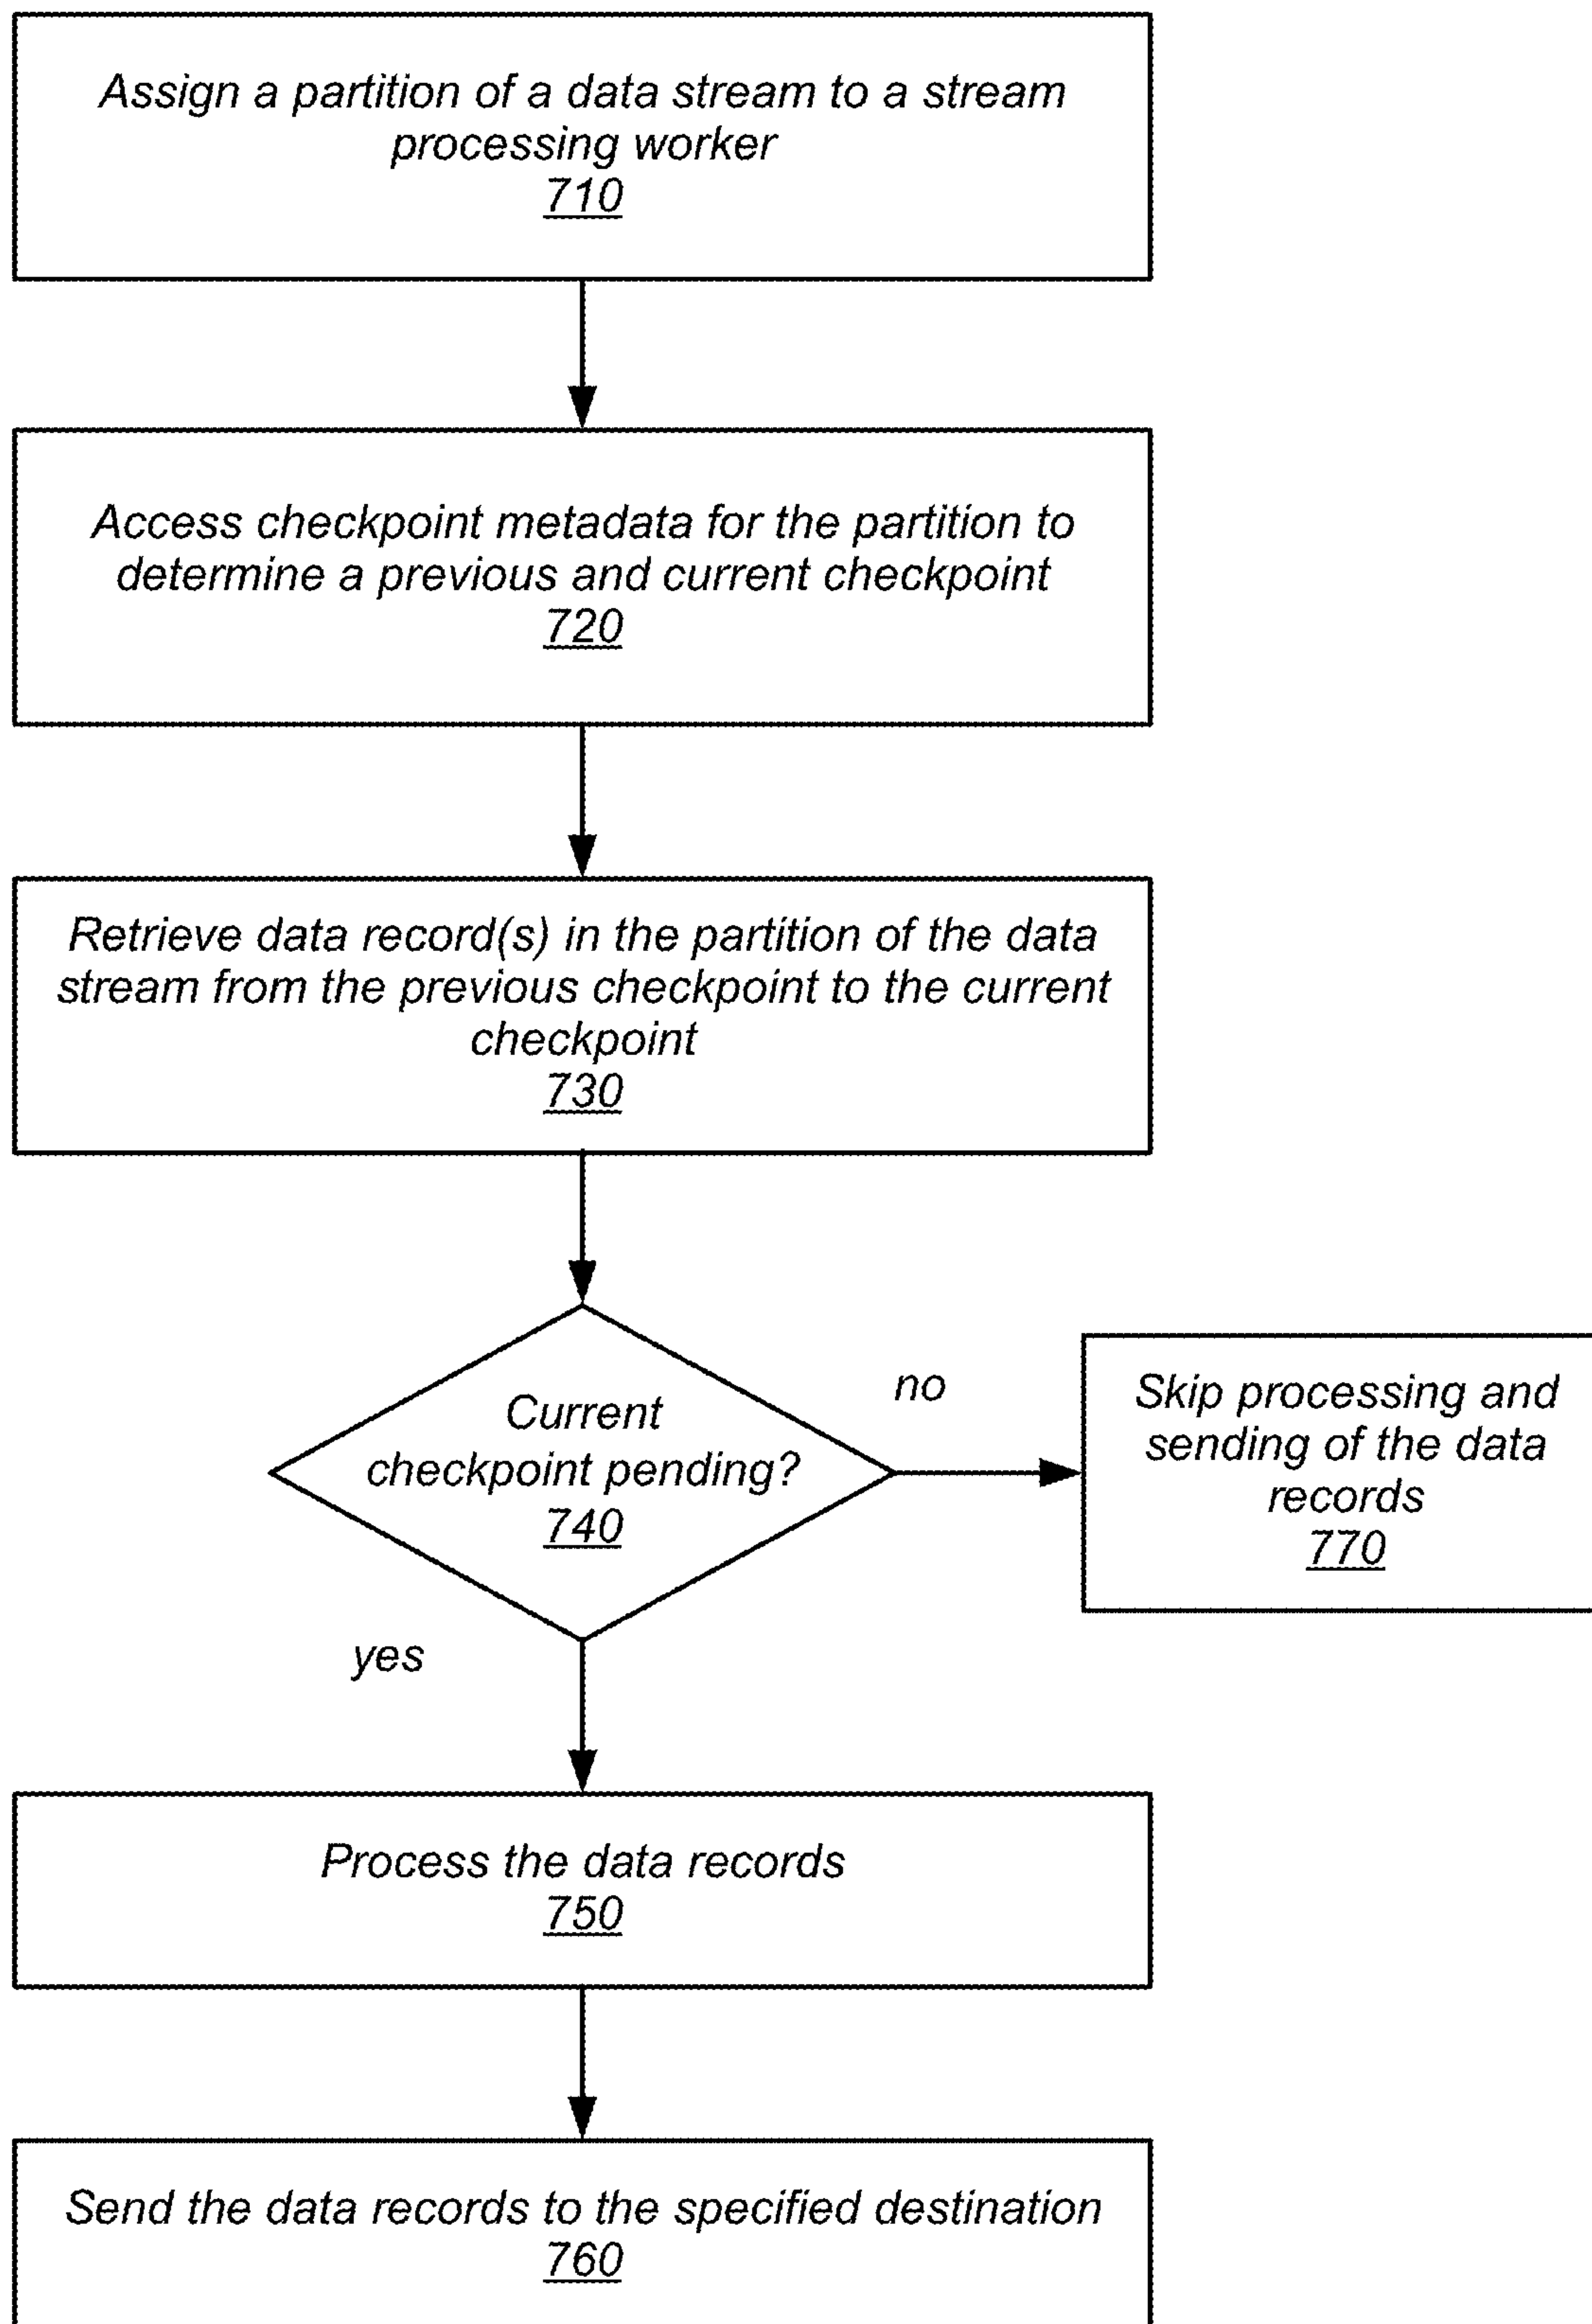 Assign a partition of a data stream to a stream
processing worker
710
Access checkpoint metadata for the partition to
determine a previous and current checkpoint
720
Retrieve data record(s) in the partition of the data
stream from the previous checkpoint to the current
checkpoint
730
Current
checkpoint pending?
740
no
Skip processing and
sending of the data
records
770
yes
Process the data records
750
Send the data records to the specified destination
760